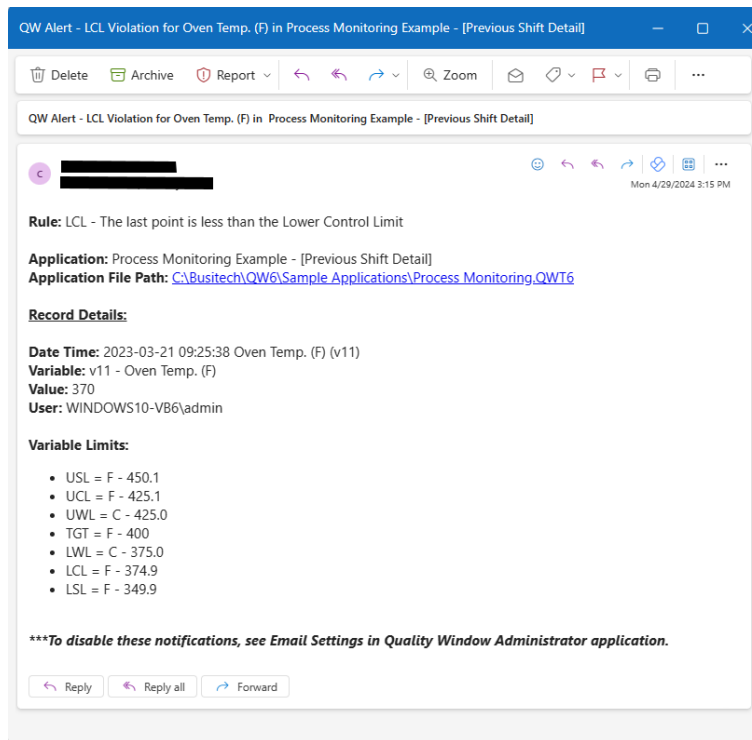 QW Alert - LCL Violation for Oven Temp. (F) in Process Monitoring Example - [Previous Shift Detail]
Delete Archive Report Zoom
QW Alert - LCL Violation for Oven Temp. (F) in Process Monitoring Example - [Previous Shift Detail]
C
Mon 4/29/2024 3:15 PM
Rule: LCL - The last point is less than the Lower Control Limit
Application: Process Monitoring Example - [Previous Shift Detail]
Application File Path: C:\Busitech\QW6\Sample Applications\Process Monitoring.QWT6
Record Details:
Date Time: 2023-03-21 09:25:38 Oven Temp. (F) (v11)
Variable: v11 - Oven Temp. (F)
Value: 370
User: WINDOWS10-VB6\admin
Variable Limits:
• USL = F - 450.1
• UCL = F - 425.1
• UWL = C - 425.0
• TGT = F - 400
• LWL = C - 375.0
• LCL = F - 374.9
• LSL = F - 349.9
***To disable these notifications, see Email Settings in Quality Window Administrator application.
Reply Reply all Forward